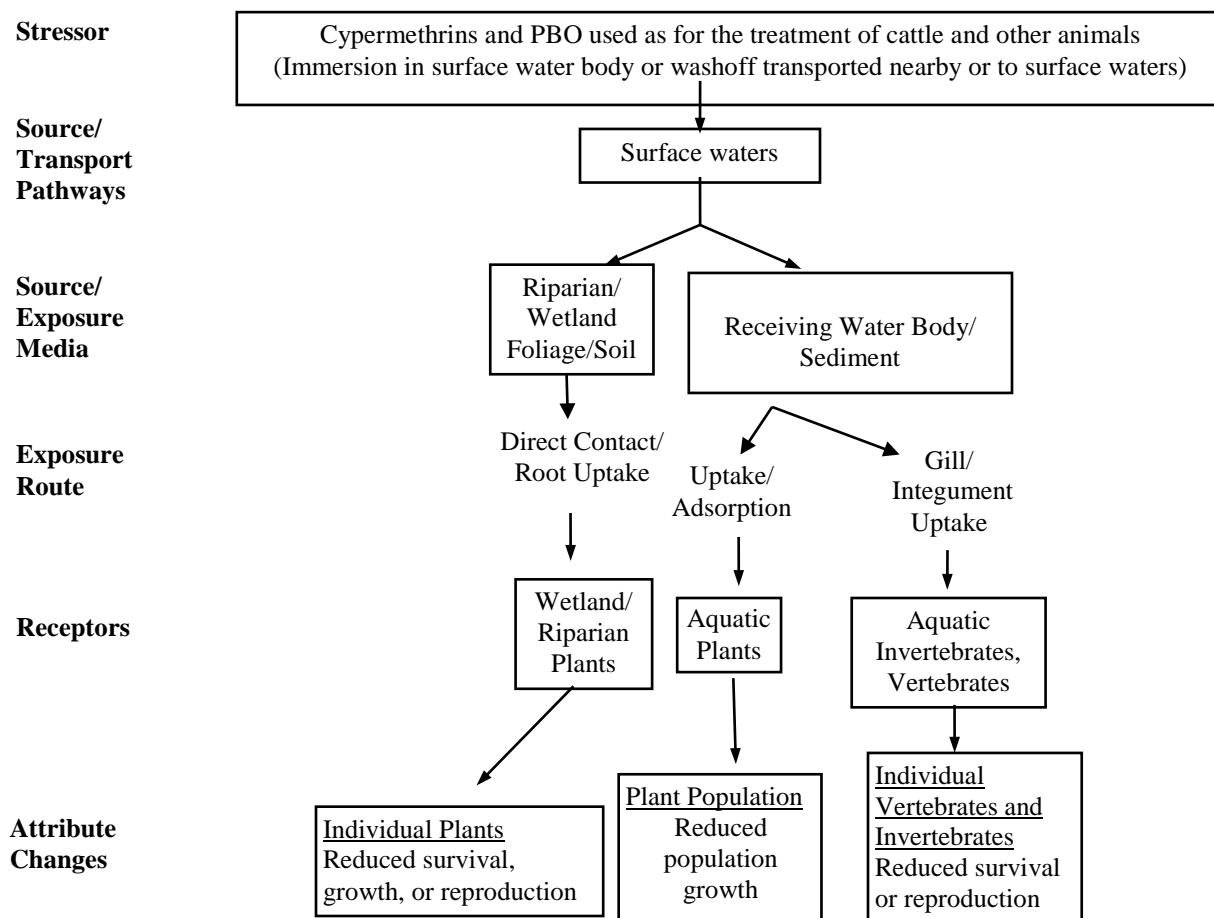 Stressor
Cypermethrins and PBO used as for the treatment of cattle and other animals
(Immersion in surface water body or washoff transported nearby or to surface waters)
Source/
Transport
Pathways
Surface waters
Source/
Exposure
Media
Riparian/
Wetland
Foliage/Soil
Receiving Water Body/
Sediment
Exposure
Route
Direct Contact/
Root Uptake
Uptake/
Adsorption
Gill/
Integument
Uptake
Receptors
Wetland/
Riparian
Plants
Aquatic
Plants
Aquatic
Invertebrates,
Vertebrates
Attribute
Changes
Individual Plants
Reduced survival,
growth, or reproduction
Plant Population
Reduced
population
growth
Individual
Vertebrates and
Invertebrates
Reduced survival
or reproduction